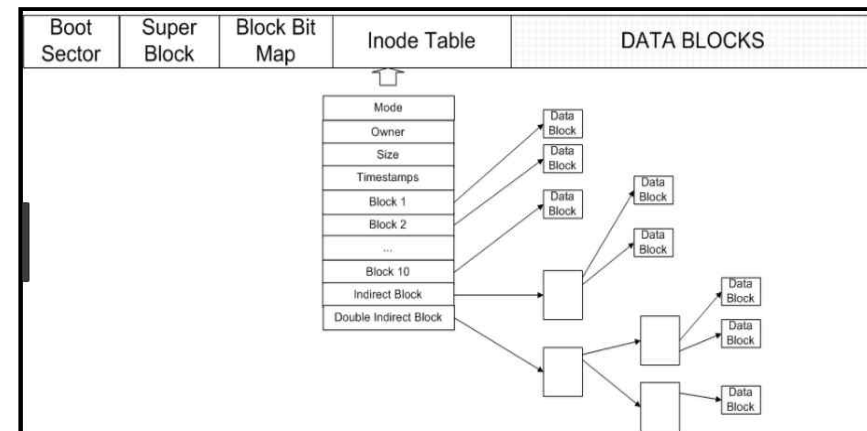 Boot
Sector
Super
Block
Block Bit
Map
Inode Table
DATA BLOCKS
Mode
Owner
Size
Timestamps
Block 1
Block 2
...
Block 10
Indirect Block
Double Indirect Block
Data
Block
Data
Block
Data
Block
Data
Block
Data
Block
Data
Block
Data
Block
Data
Block